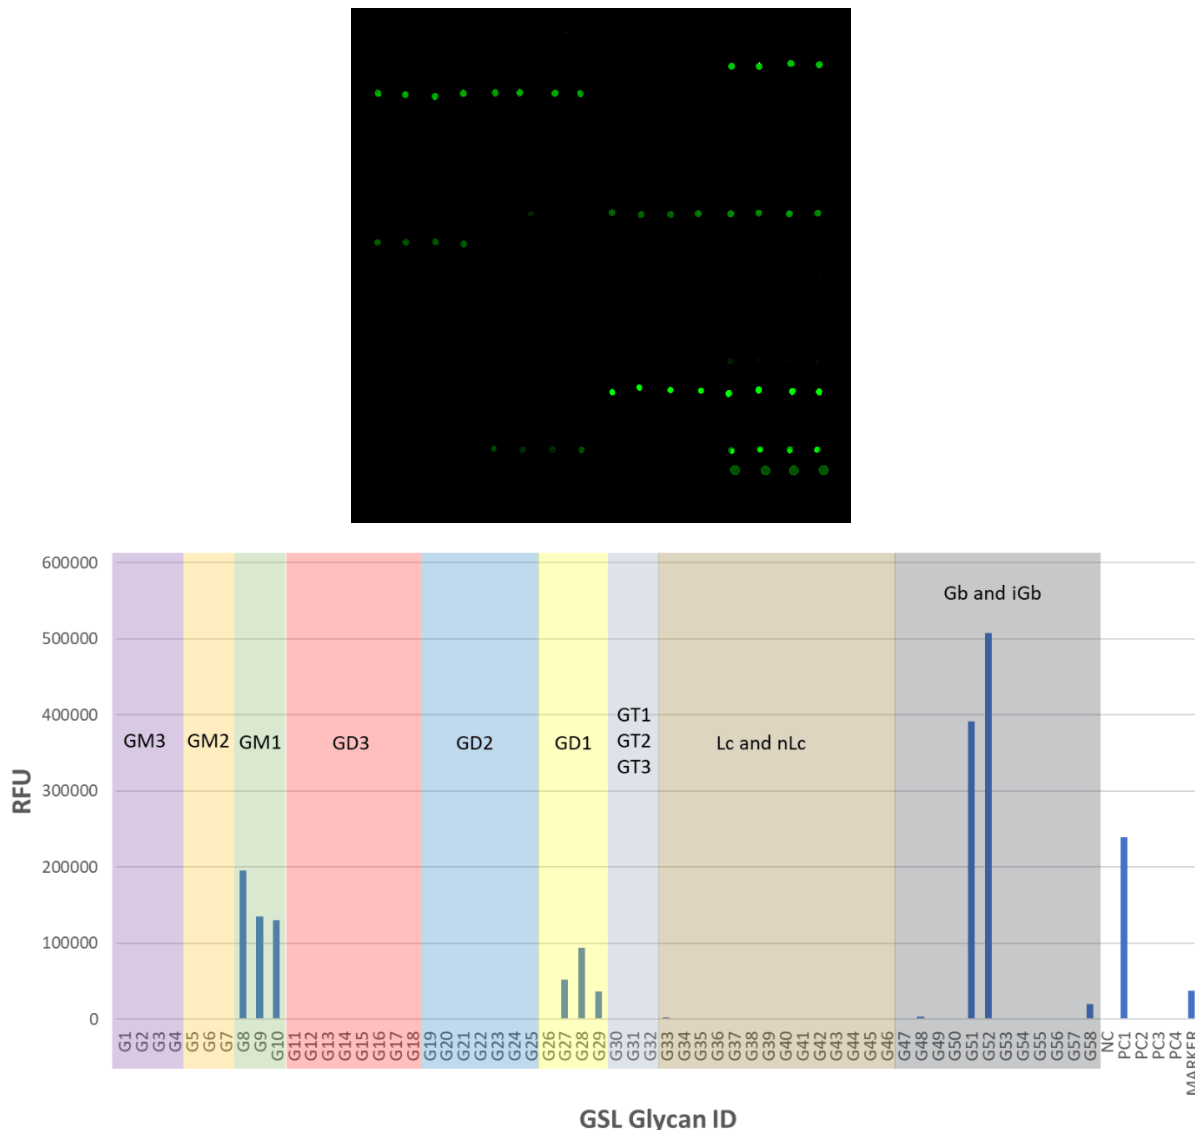 600000
Gb and iGb
500000
400000
GT1
GM3 GM2 GM1 GD3 GD2 GD1 GT2 Lc and nLc
GT3
300000
RFU
200000
100000
0
G1 G2 G3 G4 G5 G6 G7 G8 G9 G10 G11 G12 G13 G14 G15 G16 G17 G18 G19 G20 G21 G22 G23 G24 G25 G26 G27 G28 G29 G30 G31 G32 G33 G34 G35 G36 G37 G38 G39 G40 G41 G42 G43 G44 G45 G46 G47 G48 G49 G50 G51 G52 G53 G54 G55 G56 G57 G58 NC PC1 PC2 PC3 PC4 MARKER
GSL Glycan ID